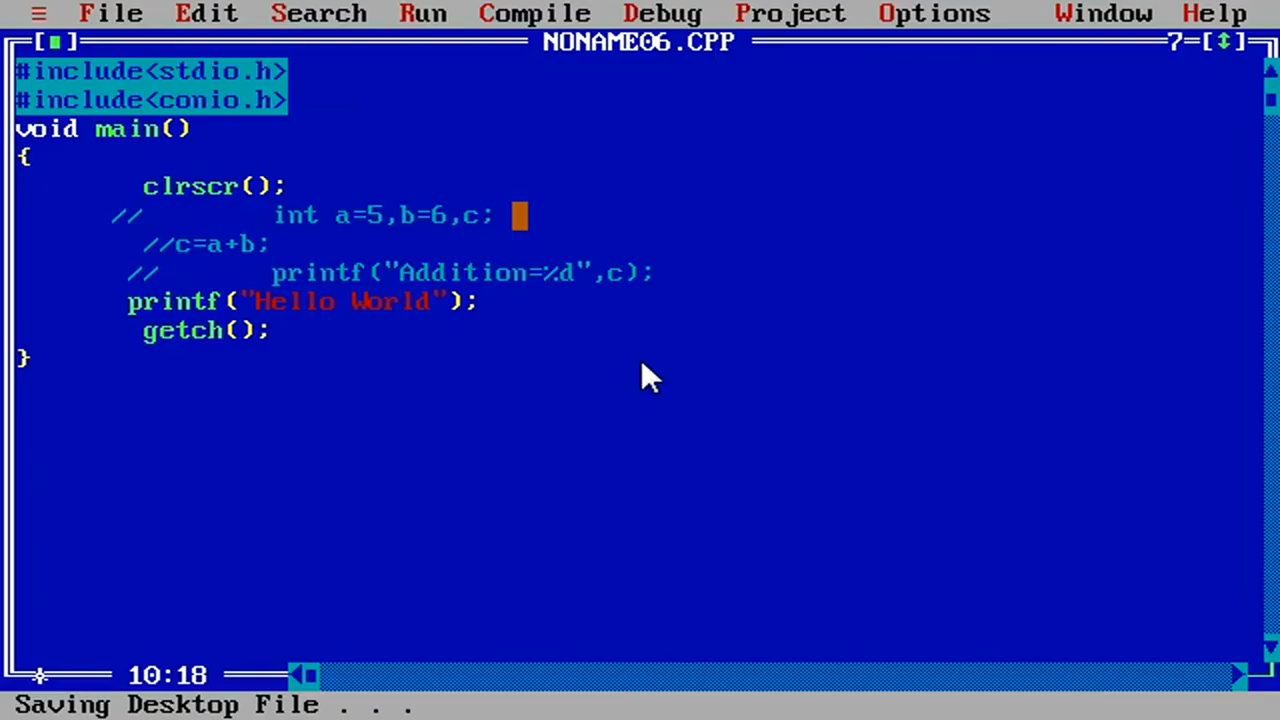 ≡ File Edit Search Run Compile Debug Project Options Window Help
[■] NONAME06.CPP 7=[↕]
#include<stdio.h>
#include<conio.h>
void main()
{
clrscr();
// int a=5,b=6,c;
//c=a+b;
// printf("Addition=%d",c);
printf("Hello World");
getch();
}
10:18
Saving Desktop File . . .